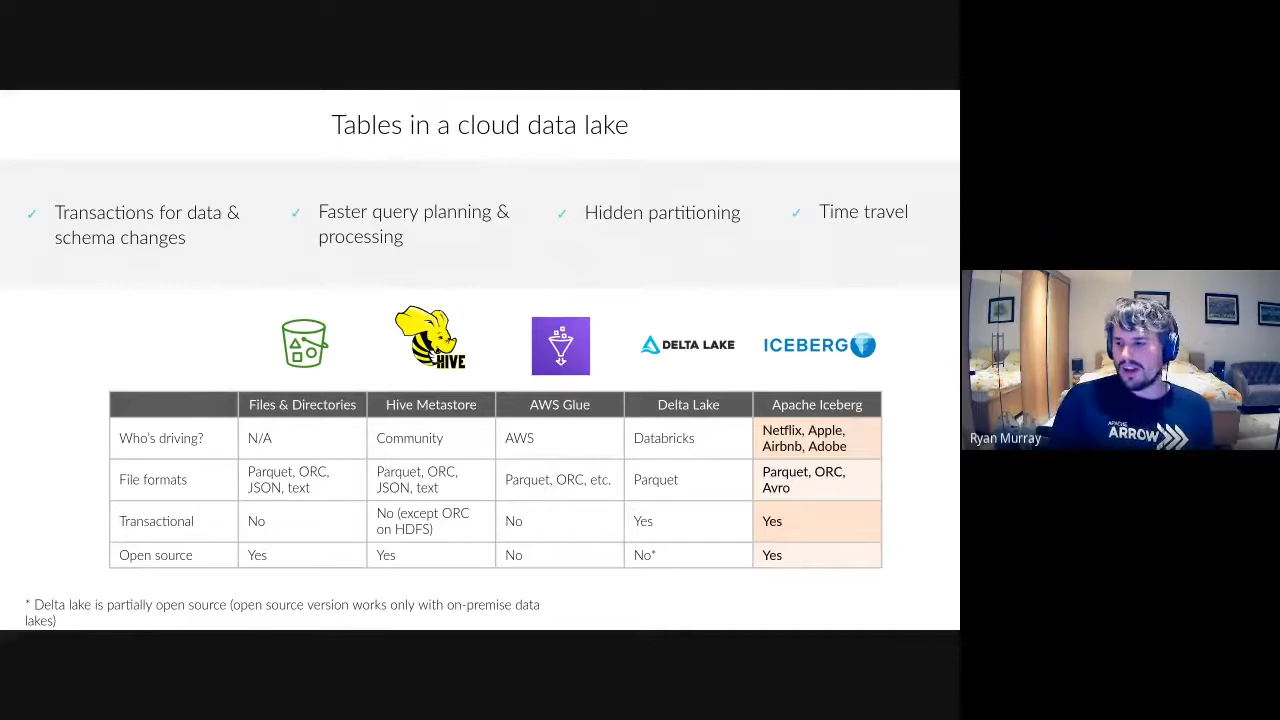 Tables in a cloud data lake
✓ Transactions for data &
schema changes
✓ Faster query planning &
processing
✓ Hidden partitioning
✓ Time travel
HIVE
DELTA LAKE
ICEBERG
Files & Directories Hive Metastore AWS Glue Delta Lake Apache Iceberg
Who's driving? N/A Community AWS Databricks Netflix, Apple,
Airbnb, Adobe
File formats Parquet, ORC, Parquet, ORC, Parquet, ORC, etc. Parquet Parquet, ORC,
JSON, text JSON, text Avro
Transactional No No (except ORC
on HDFS) No Yes Yes
Open source Yes Yes No No* Yes
* Delta lake is partially open source (open source version works only with on-premise data
lakes)
APACHE
ARROW
Ryan Murray